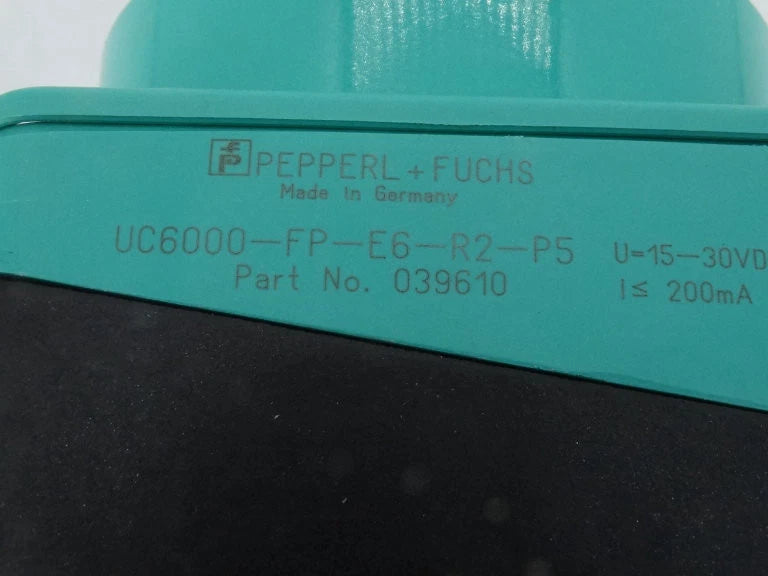 PEPPERL + FUCHS
Made in Germany
UC6000-FP-E6-R2-P5 U=15-30VD
Part No. 039610 I≤ 200mA